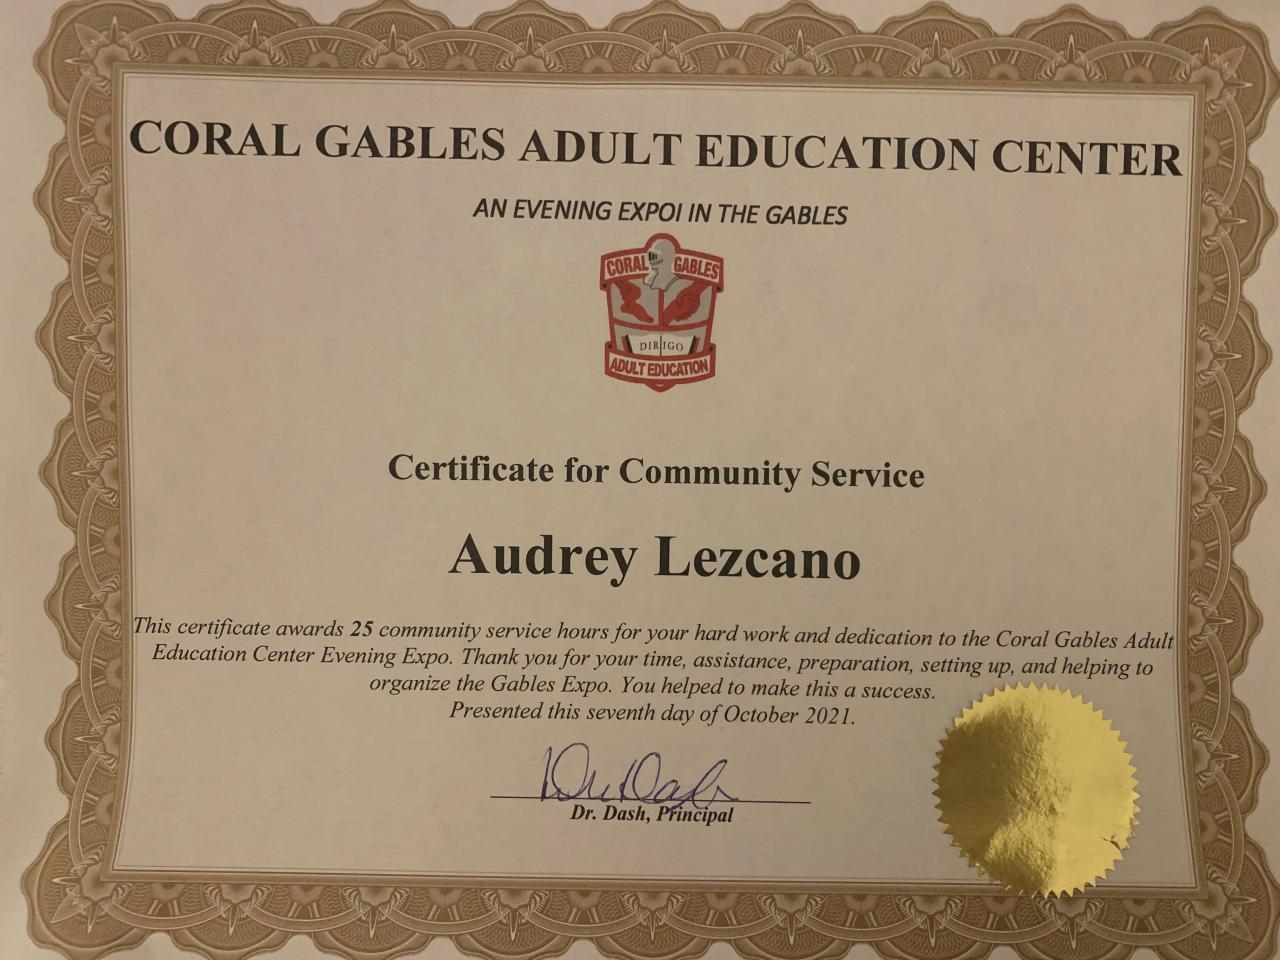 CORAL GABLES ADULT EDUCATION CENTER
AN EVENING EXPOI IN THE GABLES
CORAL GABLES
DIRIGO
ADULT EDUCATION
Certificate for Community Service
Audrey Lezcano
This certificate awards 25 community service hours for your hard work and dedication to the Coral Gables Adult
Education Center Evening Expo. Thank you for your time, assistance, preparation, setting up, and helping to
organize the Gables Expo. You helped to make this a success.
Presented this seventh day of October 2021.
Dr. Dash, Principal